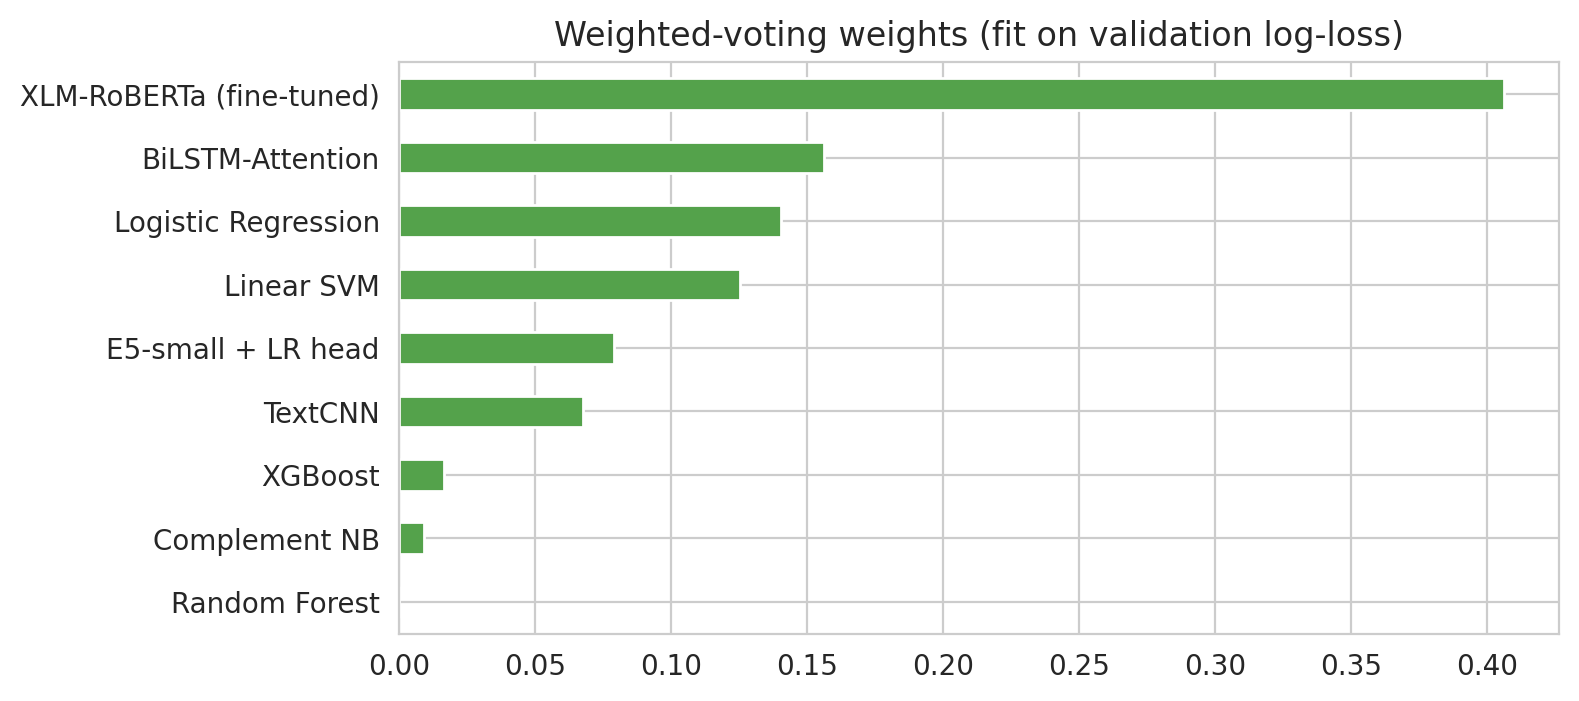 Weighted-voting weights (fit on validation log-loss)
XLM-RoBERTa (fine-tuned)
BiLSTM-Attention
Logistic Regression
Linear SVM
E5-small + LR head
TextCNN
XGBoost
Complement NB
Random Forest
0.00 0.05 0.10 0.15 0.20 0.25 0.30 0.35 0.40